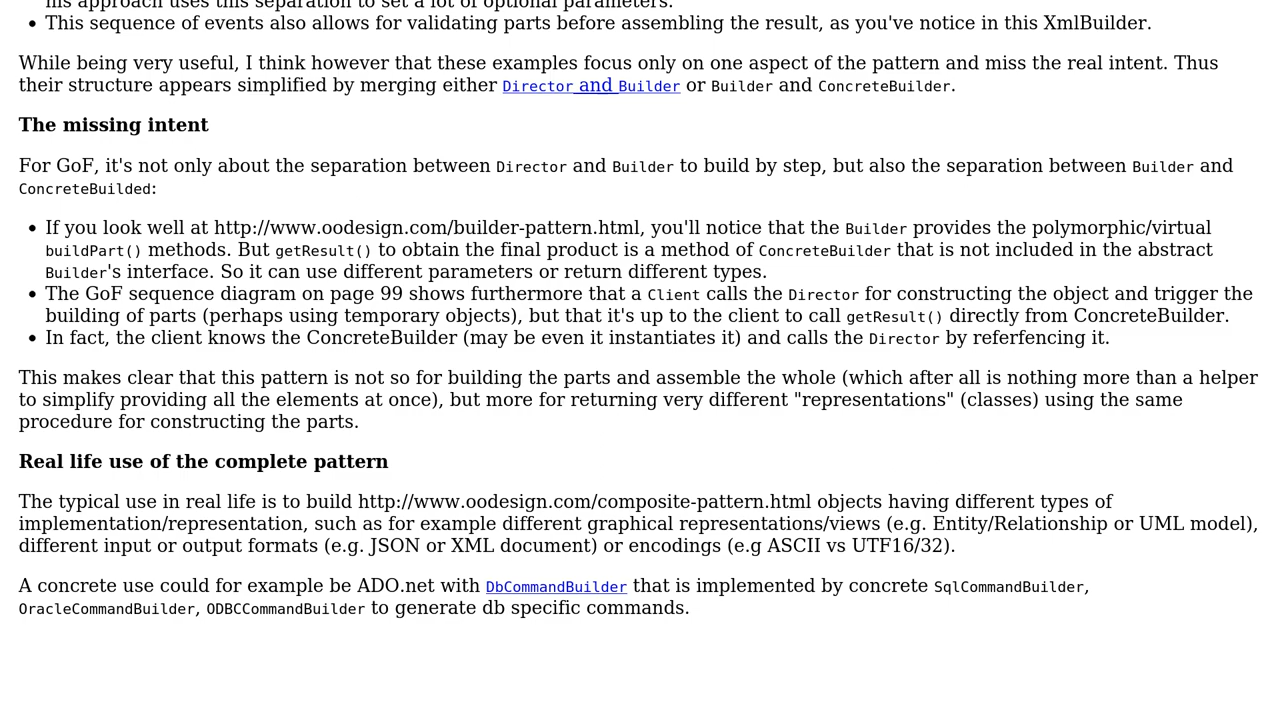 his approach uses this separation to set a lot of optional parameters.
• This sequence of events also allows for validating parts before assembling the result, as you've notice in this XmlBuilder.
While being very useful, I think however that these examples focus only on one aspect of the pattern and miss the real intent. Thus
their structure appears simplified by merging either Director and Builder or Builder and ConcreteBuilder.
The missing intent
For GoF, it's not only about the separation between Director and Builder to build by step, but also the separation between Builder and
ConcreteBuilded:
• If you look well at http://www.oodesign.com/builder-pattern.html, you'll notice that the Builder provides the polymorphic/virtual
buildPart() methods. But getResult() to obtain the final product is a method of ConcreteBuilder that is not included in the abstract
Builder's interface. So it can use different parameters or return different types.
• The GoF sequence diagram on page 99 shows furthermore that a Client calls the Director for constructing the object and trigger the
building of parts (perhaps using temporary objects), but that it's up to the client to call getResult() directly from ConcreteBuilder.
• In fact, the client knows the ConcreteBuilder (may be even it instantiates it) and calls the Director by referfencing it.
This makes clear that this pattern is not so for building the parts and assemble the whole (which after all is nothing more than a helper
to simplify providing all the elements at once), but more for returning very different "representations" (classes) using the same
procedure for constructing the parts.
Real life use of the complete pattern
The typical use in real life is to build http://www.oodesign.com/composite-pattern.html objects having different types of
implementation/representation, such as for example different graphical representations/views (e.g. Entity/Relationship or UML model),
different input or output formats (e.g. JSON or XML document) or encodings (e.g ASCII vs UTF16/32).
A concrete use could for example be ADO.net with DbCommandBuilder that is implemented by concrete SqlCommandBuilder,
OracleCommandBuilder, ODBCCommandBuilder to generate db specific commands.